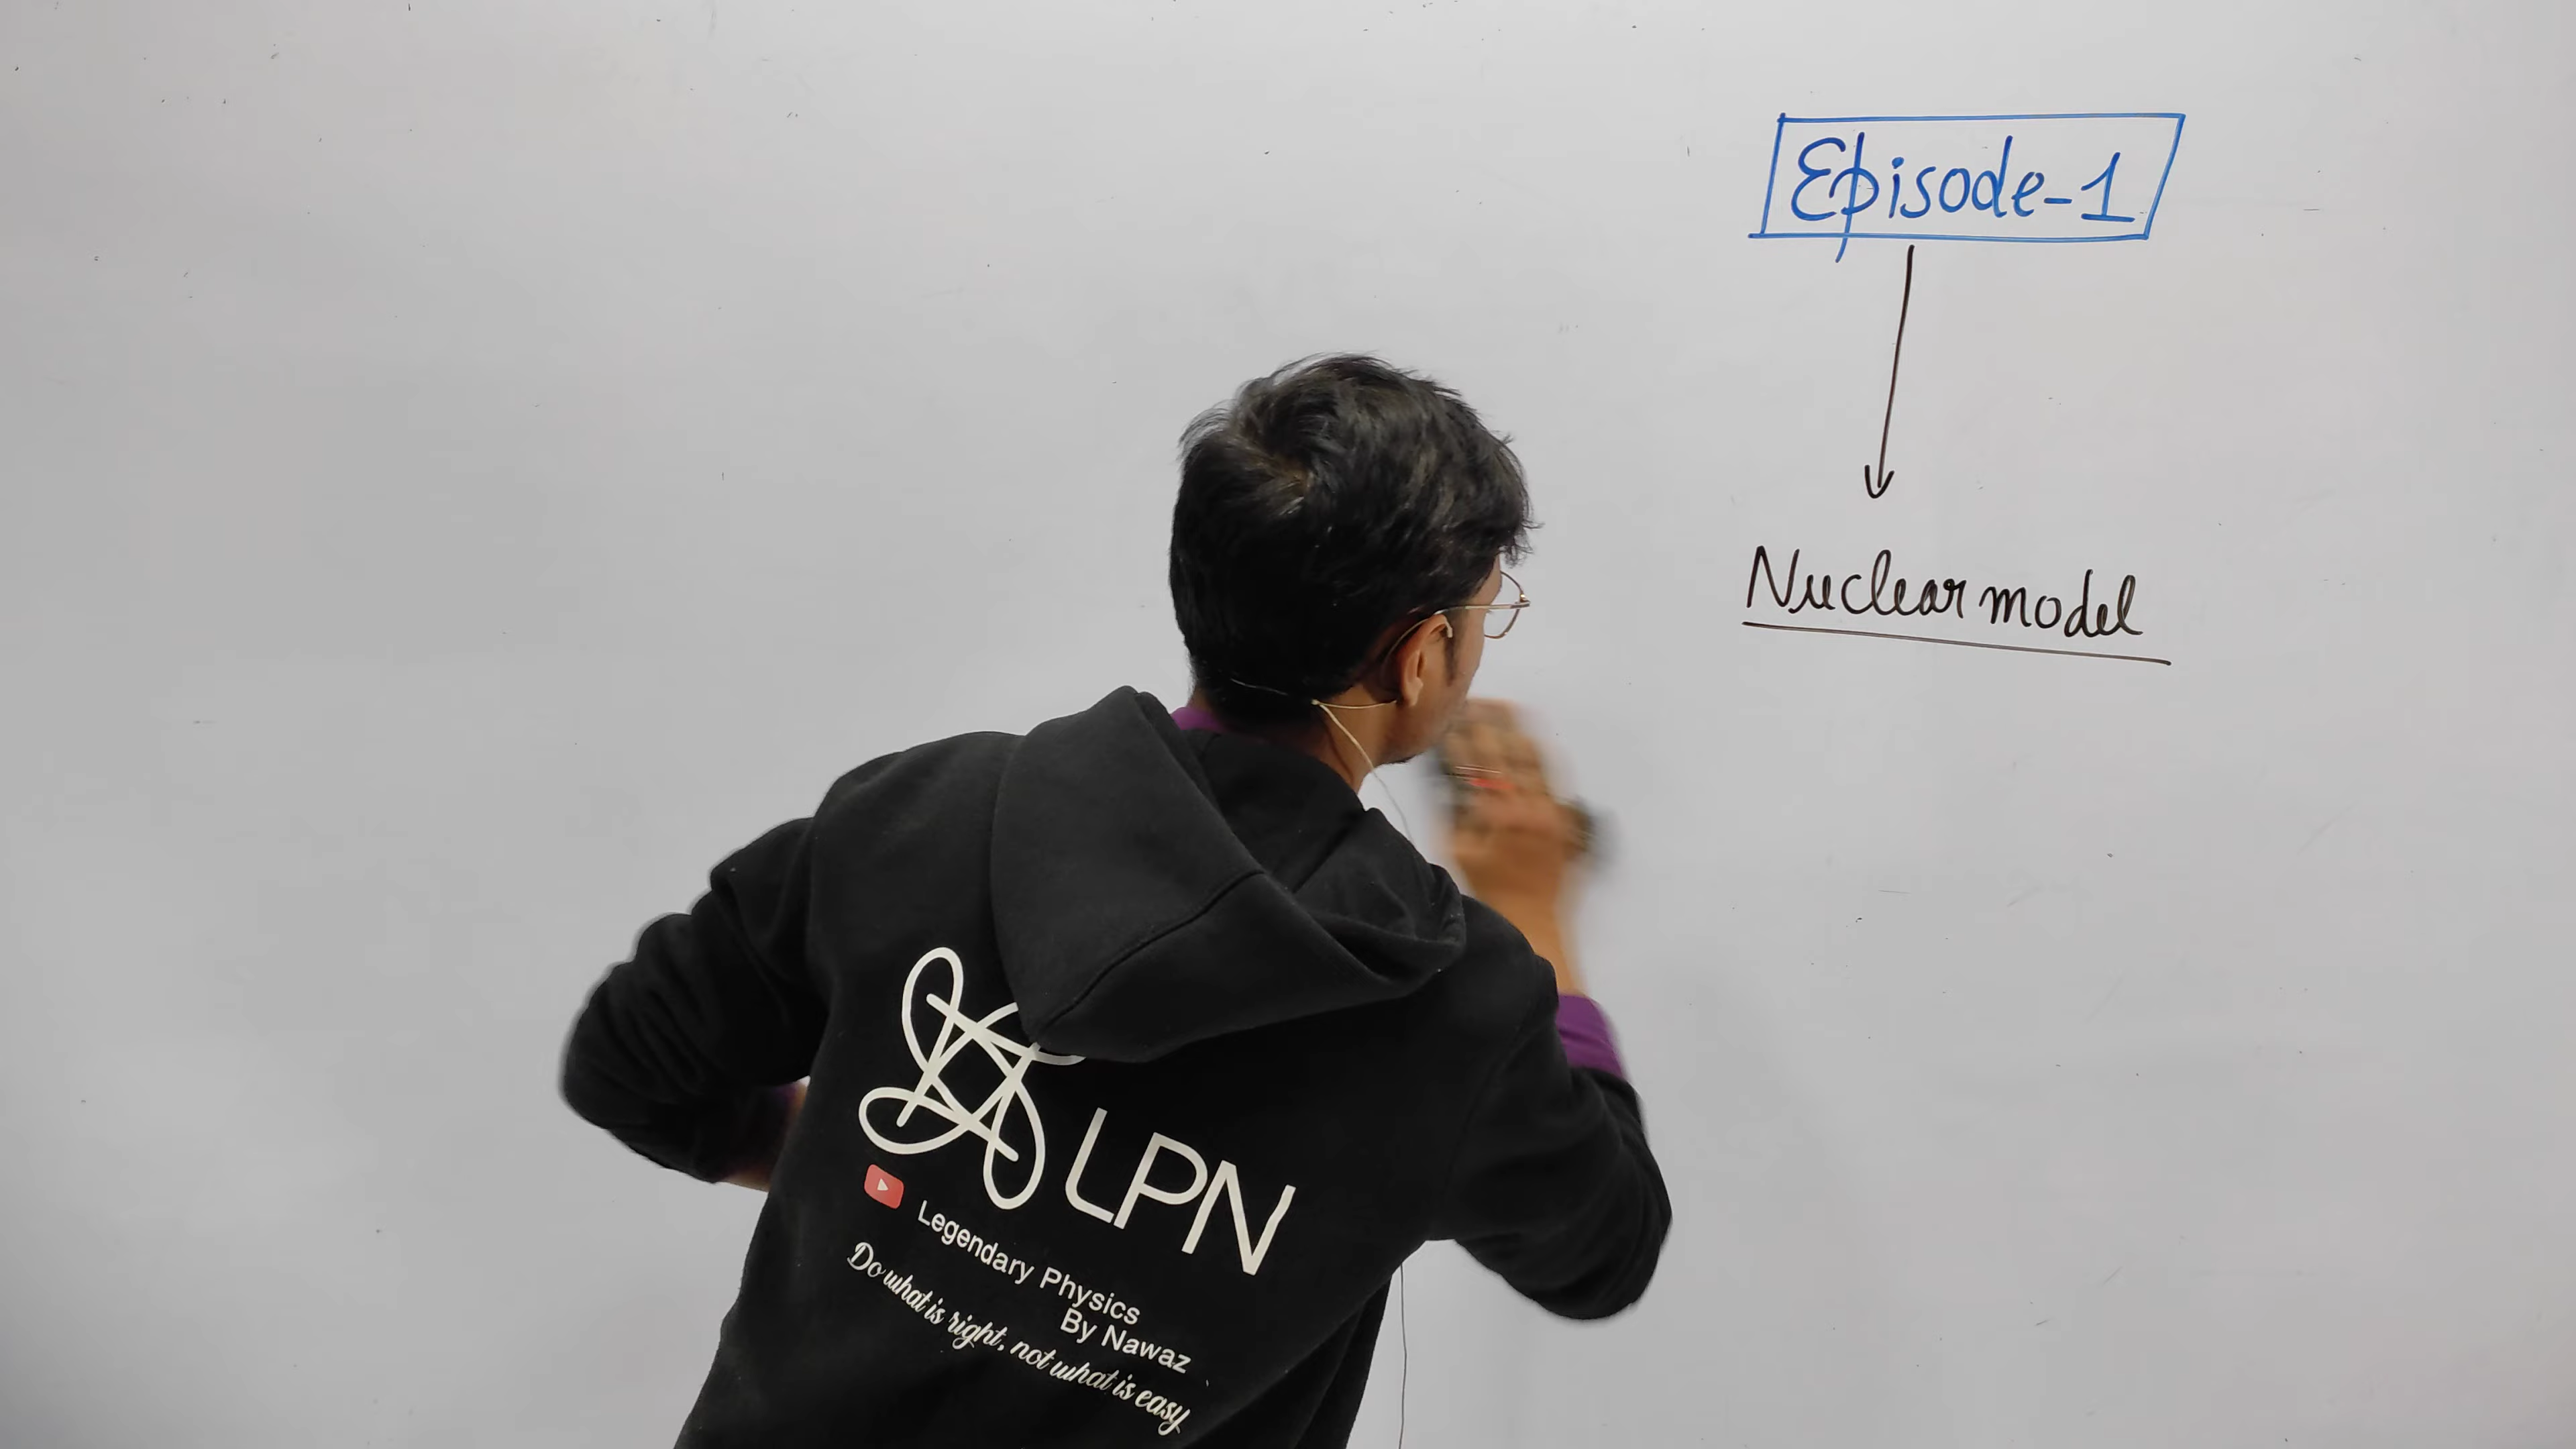 Episode-1
Nuclear model
LPN
Legendary Physics
By Nawaz
Do what is right, not what is easy